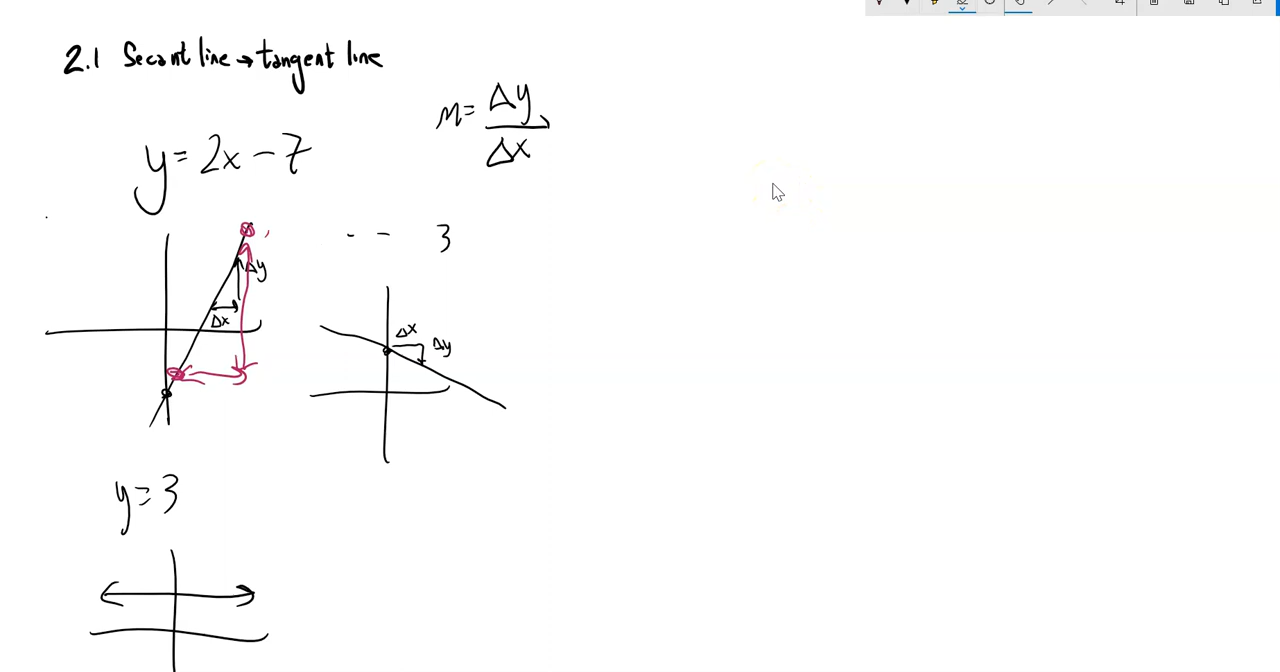 2.1 Secant line → tangent line
m = Δy/Δx
y = 2x - 7
Δy
Δx
- - 3
Δx
Δy
y = 3